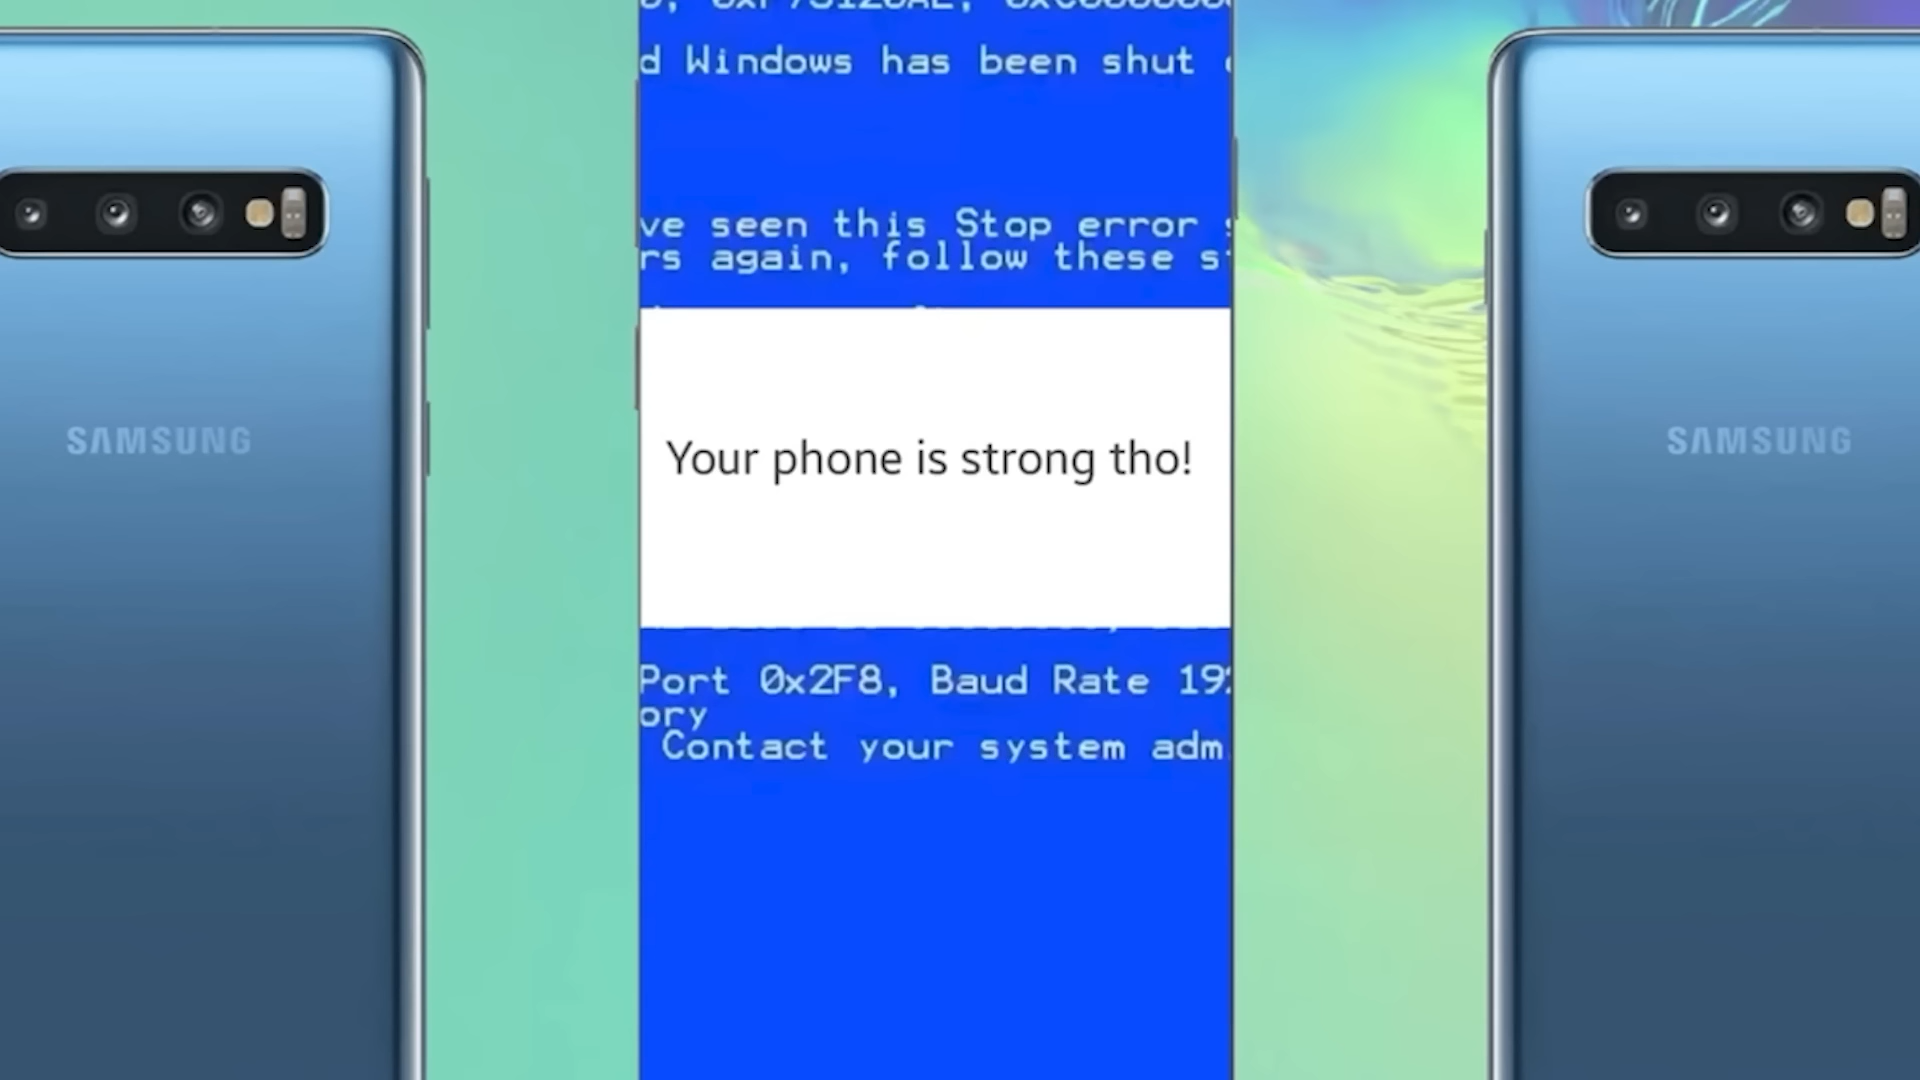 d Windows has been shut
ve seen this Stop error
rs again, follow these
SAMSUNG
Your phone is strong tho!
SAMSUNG
Port 0x2F8, Baud Rate 192
ory
Contact your system adm